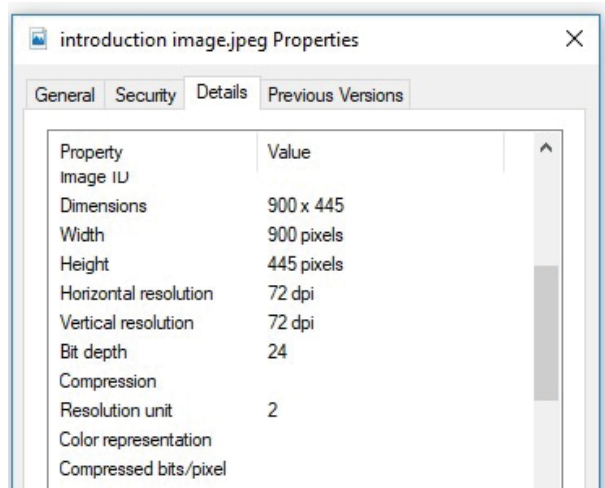 introduction image.jpeg Properties
General Security Details Previous Versions
Property Value
Image ID
Dimensions 900 x 445
Width 900 pixels
Height 445 pixels
Horizontal resolution 72 dpi
Vertical resolution 72 dpi
Bit depth 24
Compression
Resolution unit 2
Color representation
Compressed bits/pixel